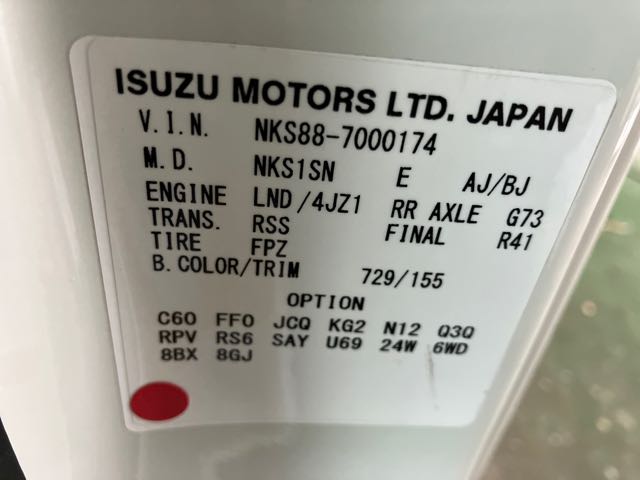 ISUZU MOTORS LTD. JAPAN
V.I.N. NKS88-7000174
M.D. NKS1SN E AJ/BJ
ENGINE LND/4JZ1 RR AXLE G73
TRANS. RSS FINAL R41
TIRE FPZ
B.COLOR/TRIM 729/155
OPTION
C60 FF0 JCQ KG2 N12 Q3Q
RPV RS6 SAY U69 24W 6WD
8BX 8GJ